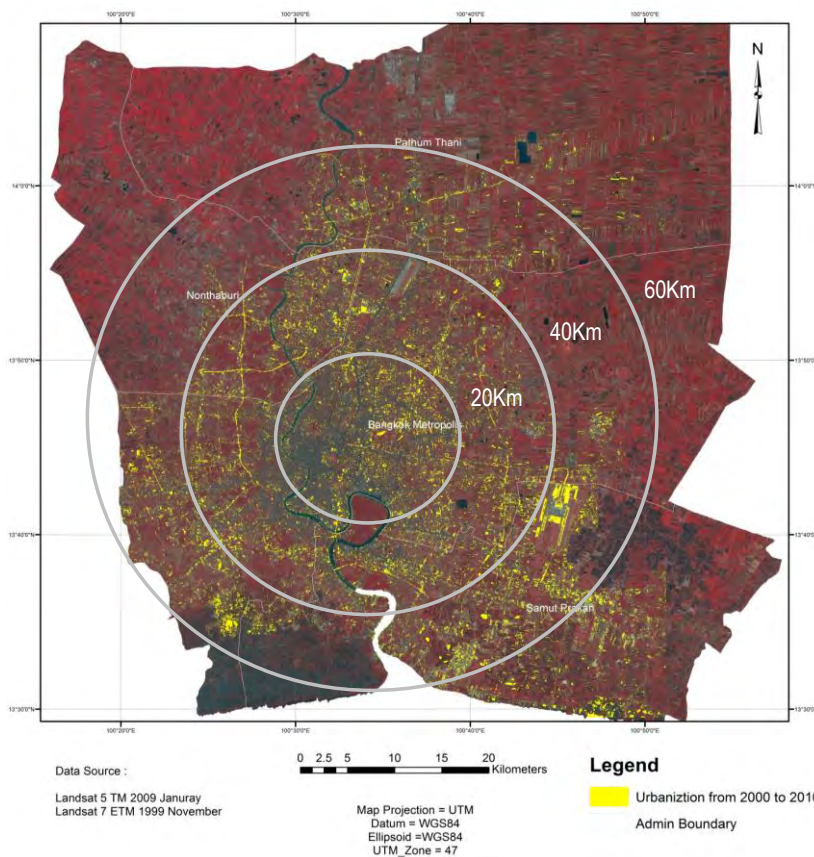 100°20'0"E 100°30'0"E 100°40'0"E 100°50'0"E
N
Pathum Thani
14°0'0"N 14°0'0"N
60Km
Nonthaburi
40Km
13°50'0"N 13°50'0"N
20Km
Bangkok Metropolis
13°40'0"N 13°40'0"N
Samut Prakan
13°30'0"N 13°30'0"N
100°20'0"E 100°30'0"E 100°40'0"E 100°50'0"E
Data Source :
Landsat 5 TM 2009 Januray
Landsat 7 ETM 1999 November
0 2.5 5 10 15 20
Kilometers
Map Projection = UTM
Datum = WGS84
Ellipsoid =WGS84
UTM_Zone = 47
Legend
Urbaniztion from 2000 to 2010
Admin Boundary